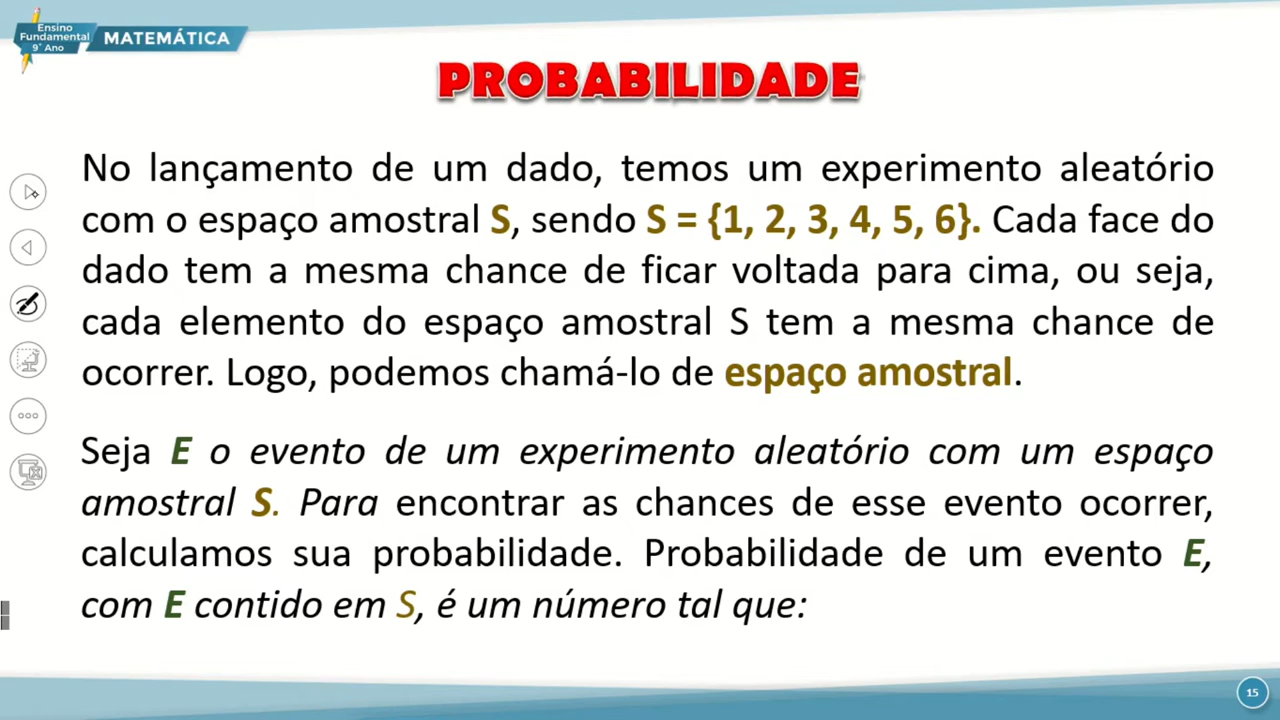 Ensino
Fundamental
9° Ano
MATEMÁTICA
PROBABILIDADE
No lançamento de um dado, temos um experimento aleatório
com o espaço amostral S, sendo S = {1, 2, 3, 4, 5, 6}. Cada face do
dado tem a mesma chance de ficar voltada para cima, ou seja,
cada elemento do espaço amostral S tem a mesma chance de
ocorrer. Logo, podemos chamá-lo de espaço amostral.
Seja E o evento de um experimento aleatório com um espaço
amostral S. Para encontrar as chances de esse evento ocorrer,
calculamos sua probabilidade. Probabilidade de um evento E,
com E contido em S, é um número tal que:
15